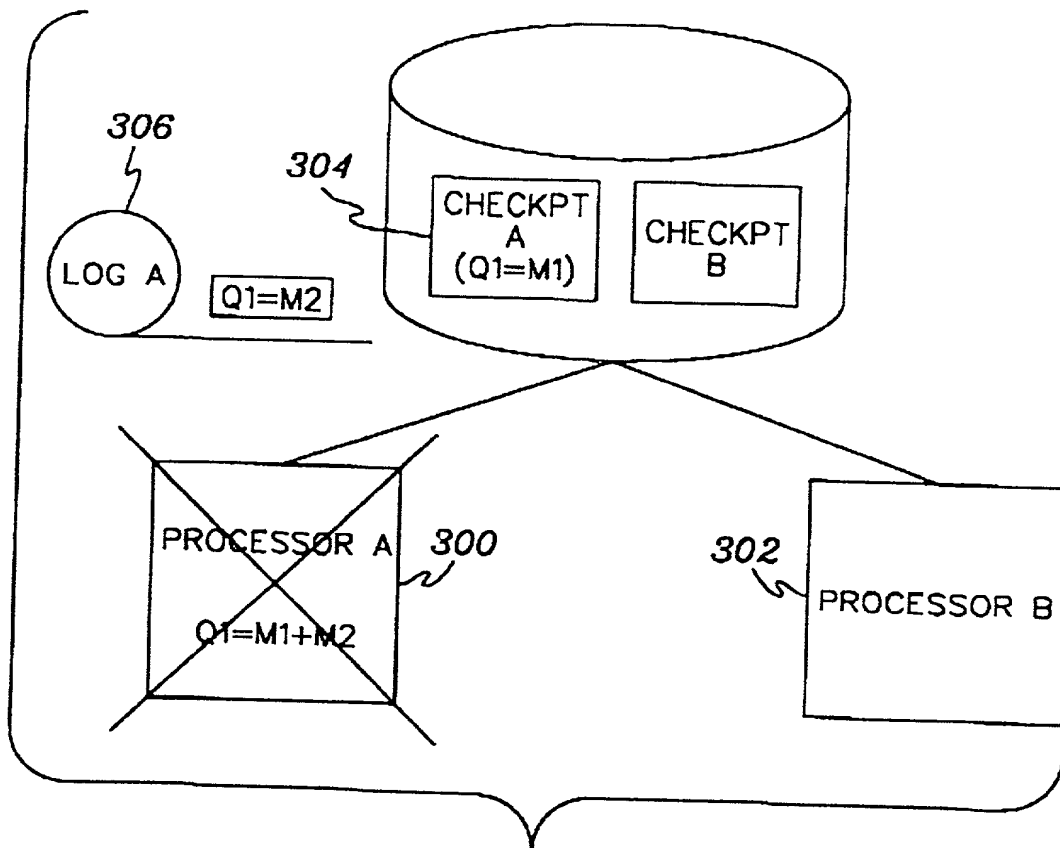 306
304
CHECKPT
A
(Q1=M1)
CHECKPT
B
LOG A
Q1=M2
PROCESSOR A
Q1=M1+M2
300
302
PROCESSOR B